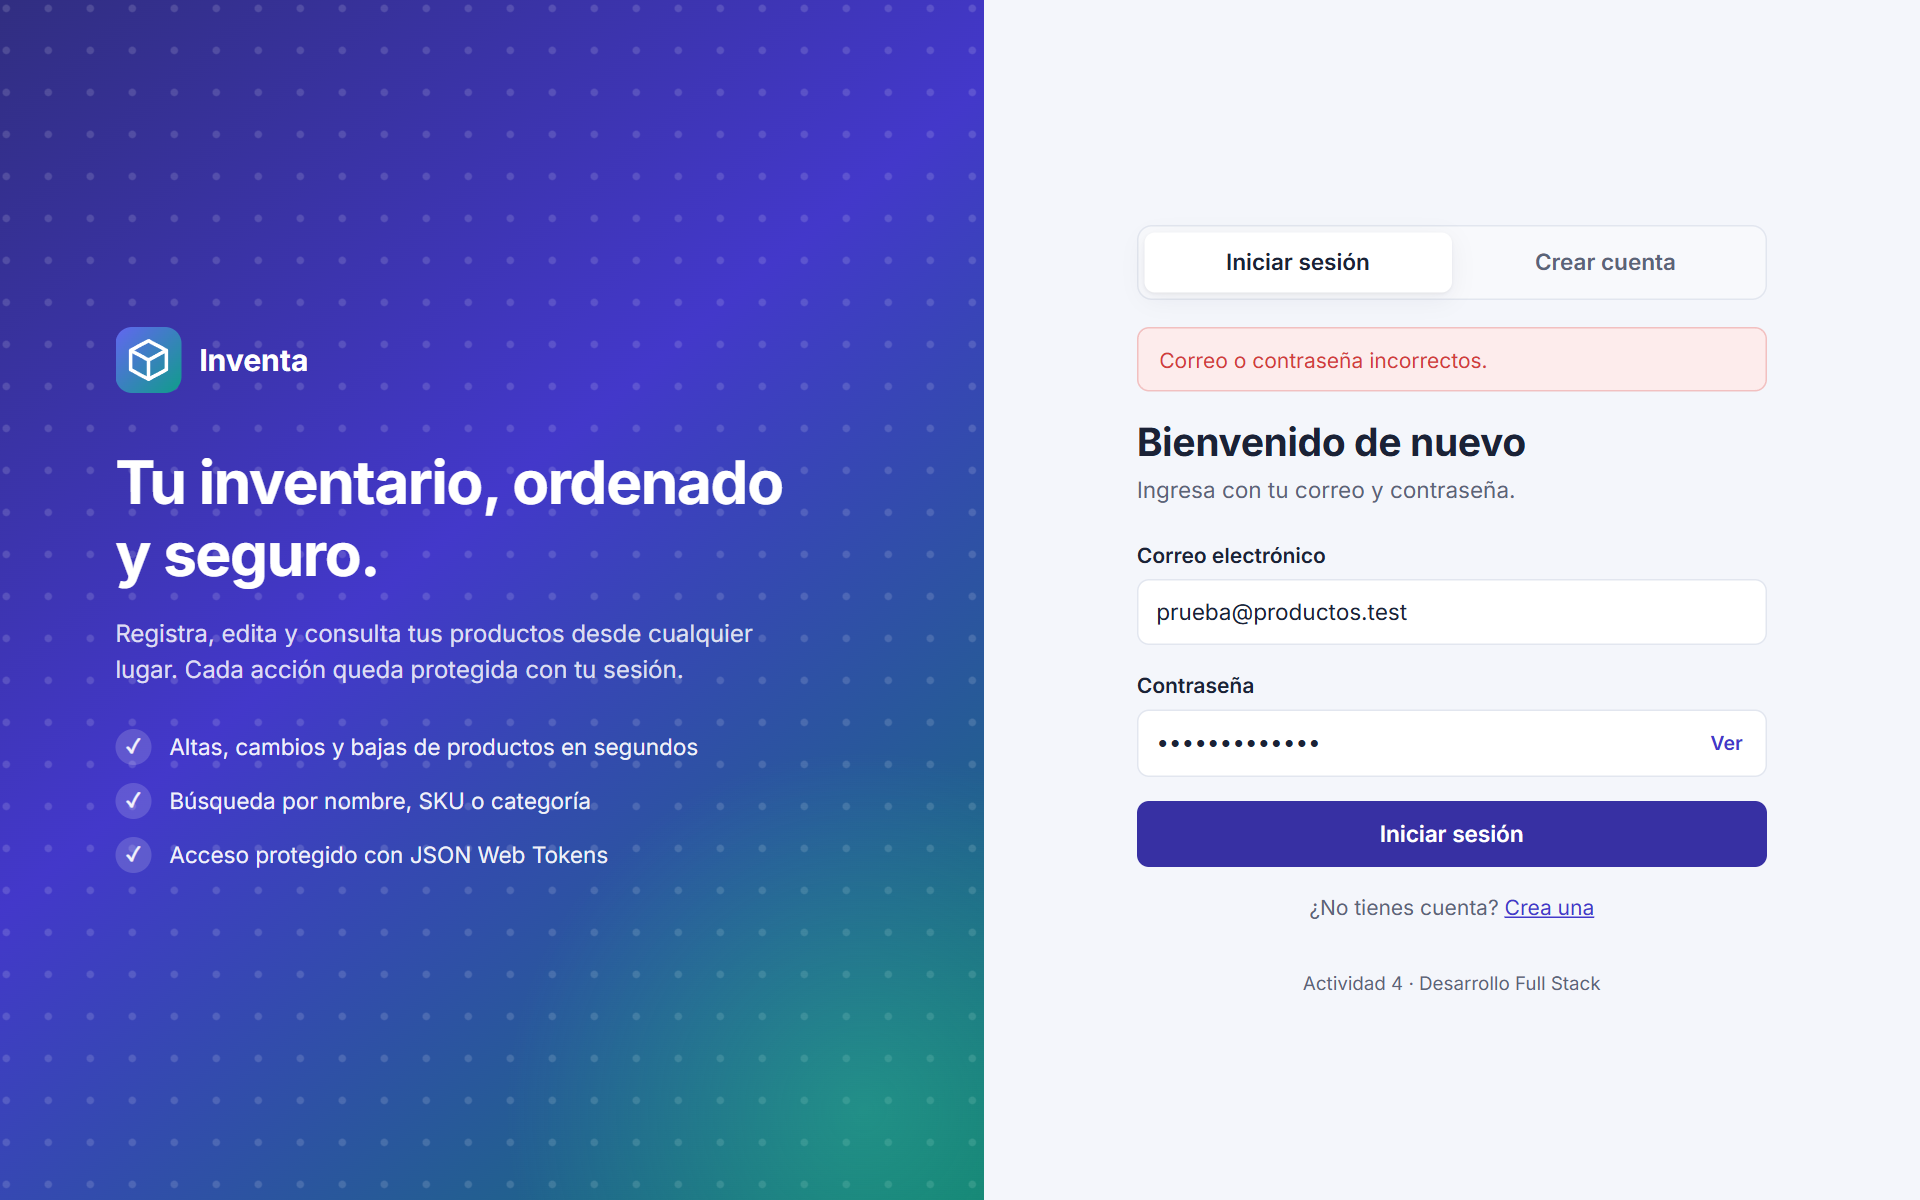 Inventa
Tu inventario, ordenado
y seguro.
Registra, edita y consulta tus productos desde cualquier
lugar. Cada acción queda protegida con tu sesión.
✓ Altas, cambios y bajas de productos en segundos
✓ Búsqueda por nombre, SKU o categoría
✓ Acceso protegido con JSON Web Tokens
Iniciar sesión Crear cuenta
Correo o contraseña incorrectos.
Bienvenido de nuevo
Ingresa con tu correo y contraseña.
Correo electrónico
prueba@productos.test
Contraseña
••••••••••••• Ver
Iniciar sesión
¿No tienes cuenta? Crea una
Actividad 4 · Desarrollo Full Stack